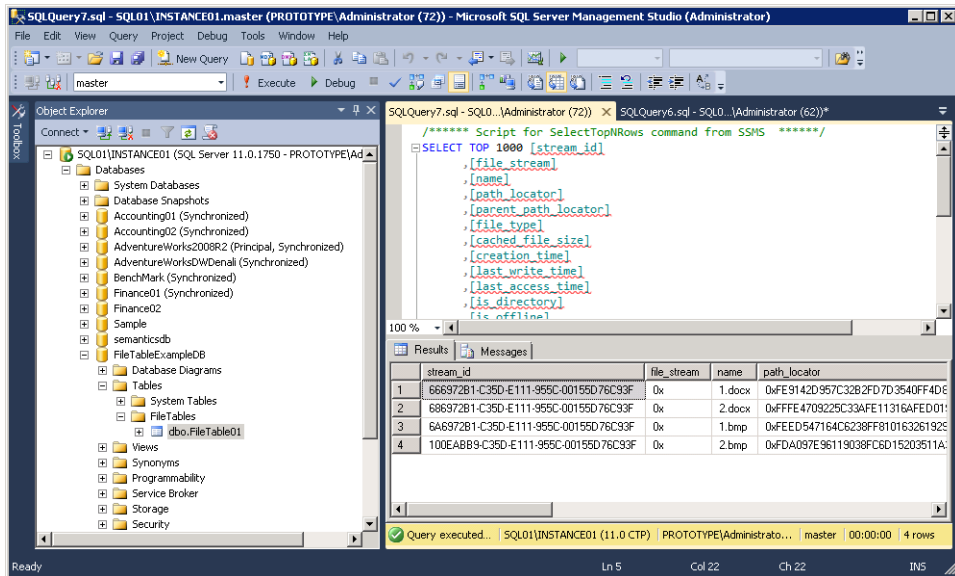 SQLQuery7.sql - SQL01\INSTANCE01.master (PROTOTYPE\Administrator (72)) - Microsoft SQL Server Management Studio (Administrator)
File Edit View Query Project Debug Tools Window Help
New Query
master Execute Debug
Toolbox
Object Explorer
Connect
SQL01\INSTANCE01 (SQL Server 11.0.1750 - PROTOTYPE\Ad
Databases
System Databases
Database Snapshots
Accounting01 (Synchronized)
Accounting02 (Synchronized)
AdventureWorks2008R2 (Principal, Synchronized)
AdventureWorksDWDenali (Synchronized)
BenchMark (Synchronized)
Finance01 (Synchronized)
Finance02
Sample
semanticsdb
FileTableExampleDB
Database Diagrams
Tables
System Tables
FileTables
dbo.FileTable01
Views
Synonyms
Programmability
Service Broker
Storage
Security
SQLQuery7.sql - SQL0...\Administrator (72)) SQLQuery6.sql - SQL0...\Administrator (62))*
/****** Script for SelectTopNRows command from SSMS ******/
SELECT TOP 1000 [stream_id]
,[file_stream]
,[name]
,[path_locator]
,[parent_path_locator]
,[file_type]
,[cached_file_size]
,[creation_time]
,[last_write_time]
,[last_access_time]
,[is_directory]
,[is_offline]
100 %
Results Messages
stream_id file_stream name path_locator
1 666972B1-C35D-E111-955C-00155D76C93F 0x 1.docx 0xFE9142D957C32B2FD7D3540FF4D8
2 686972B1-C35D-E111-955C-00155D76C93F 0x 2.docx 0xFFFE4709225C33AFE11316AFED01
3 6A6972B1-C35D-E111-955C-00155D76C93F 0x 1.bmp 0xFEED547164C6238FF810163261929
4 100EABB9-C35D-E111-955C-00155D76C93F 0x 2.bmp 0xFDA097E96119038FC6D15203511A
Query executed... SQL01\INSTANCE01 (11.0 CTP) PROTOTYPE\Administrato... master 00:00:00 4 rows
Ready Ln 5 Col 22 Ch 22 INS